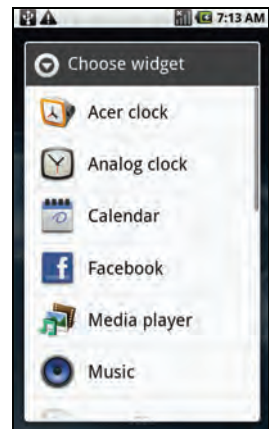 7:13 AM
Choose widget
Acer clock
Analog clock
Calendar
Facebook
Media player
Music